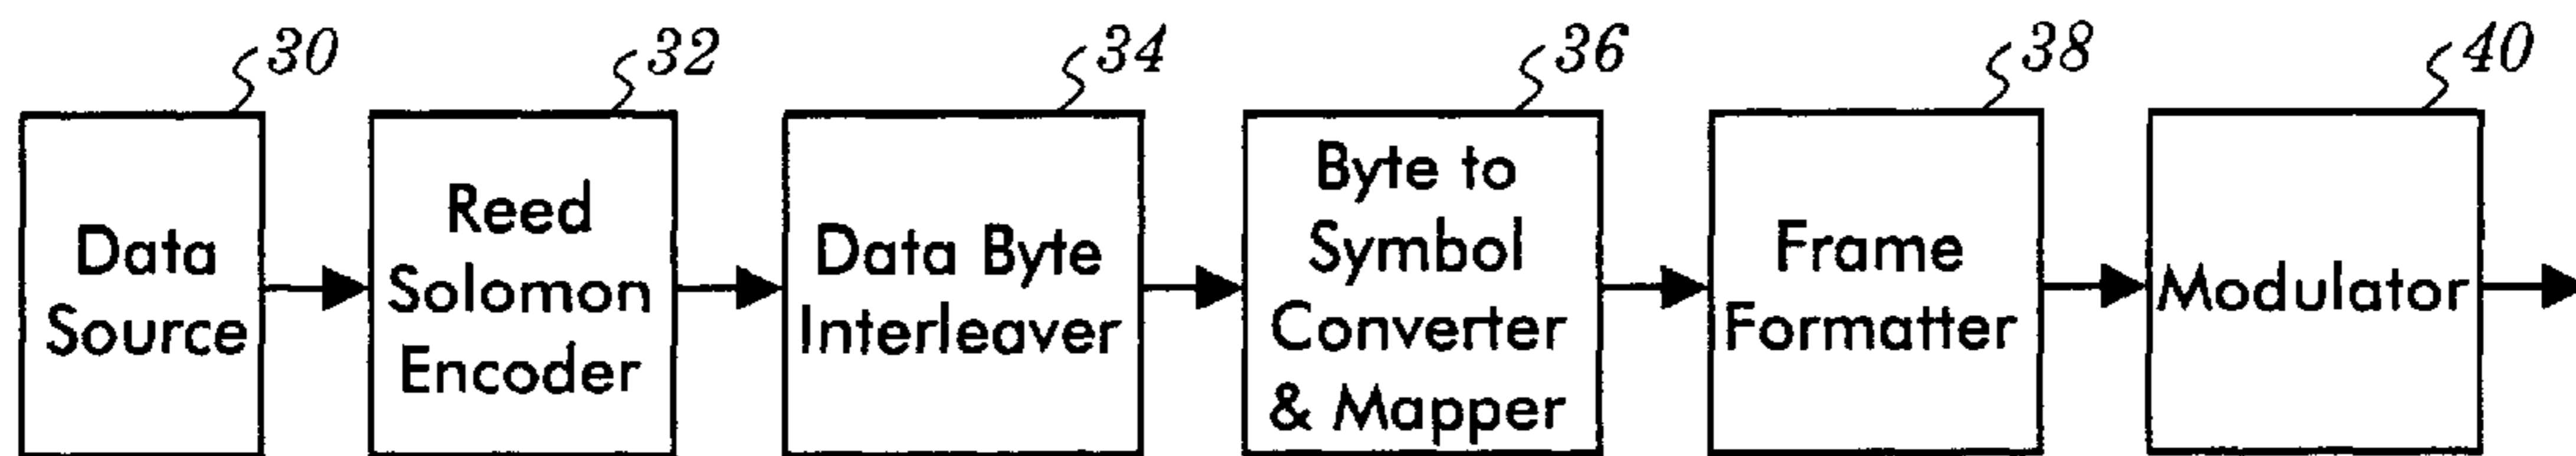 30
32
34
36
38
40
Data
Source
Reed
Solomon
Encoder
Data Byte
Interleaver
Byte to
Symbol
Converter
& Mapper
Frame
Formatter
Modulator